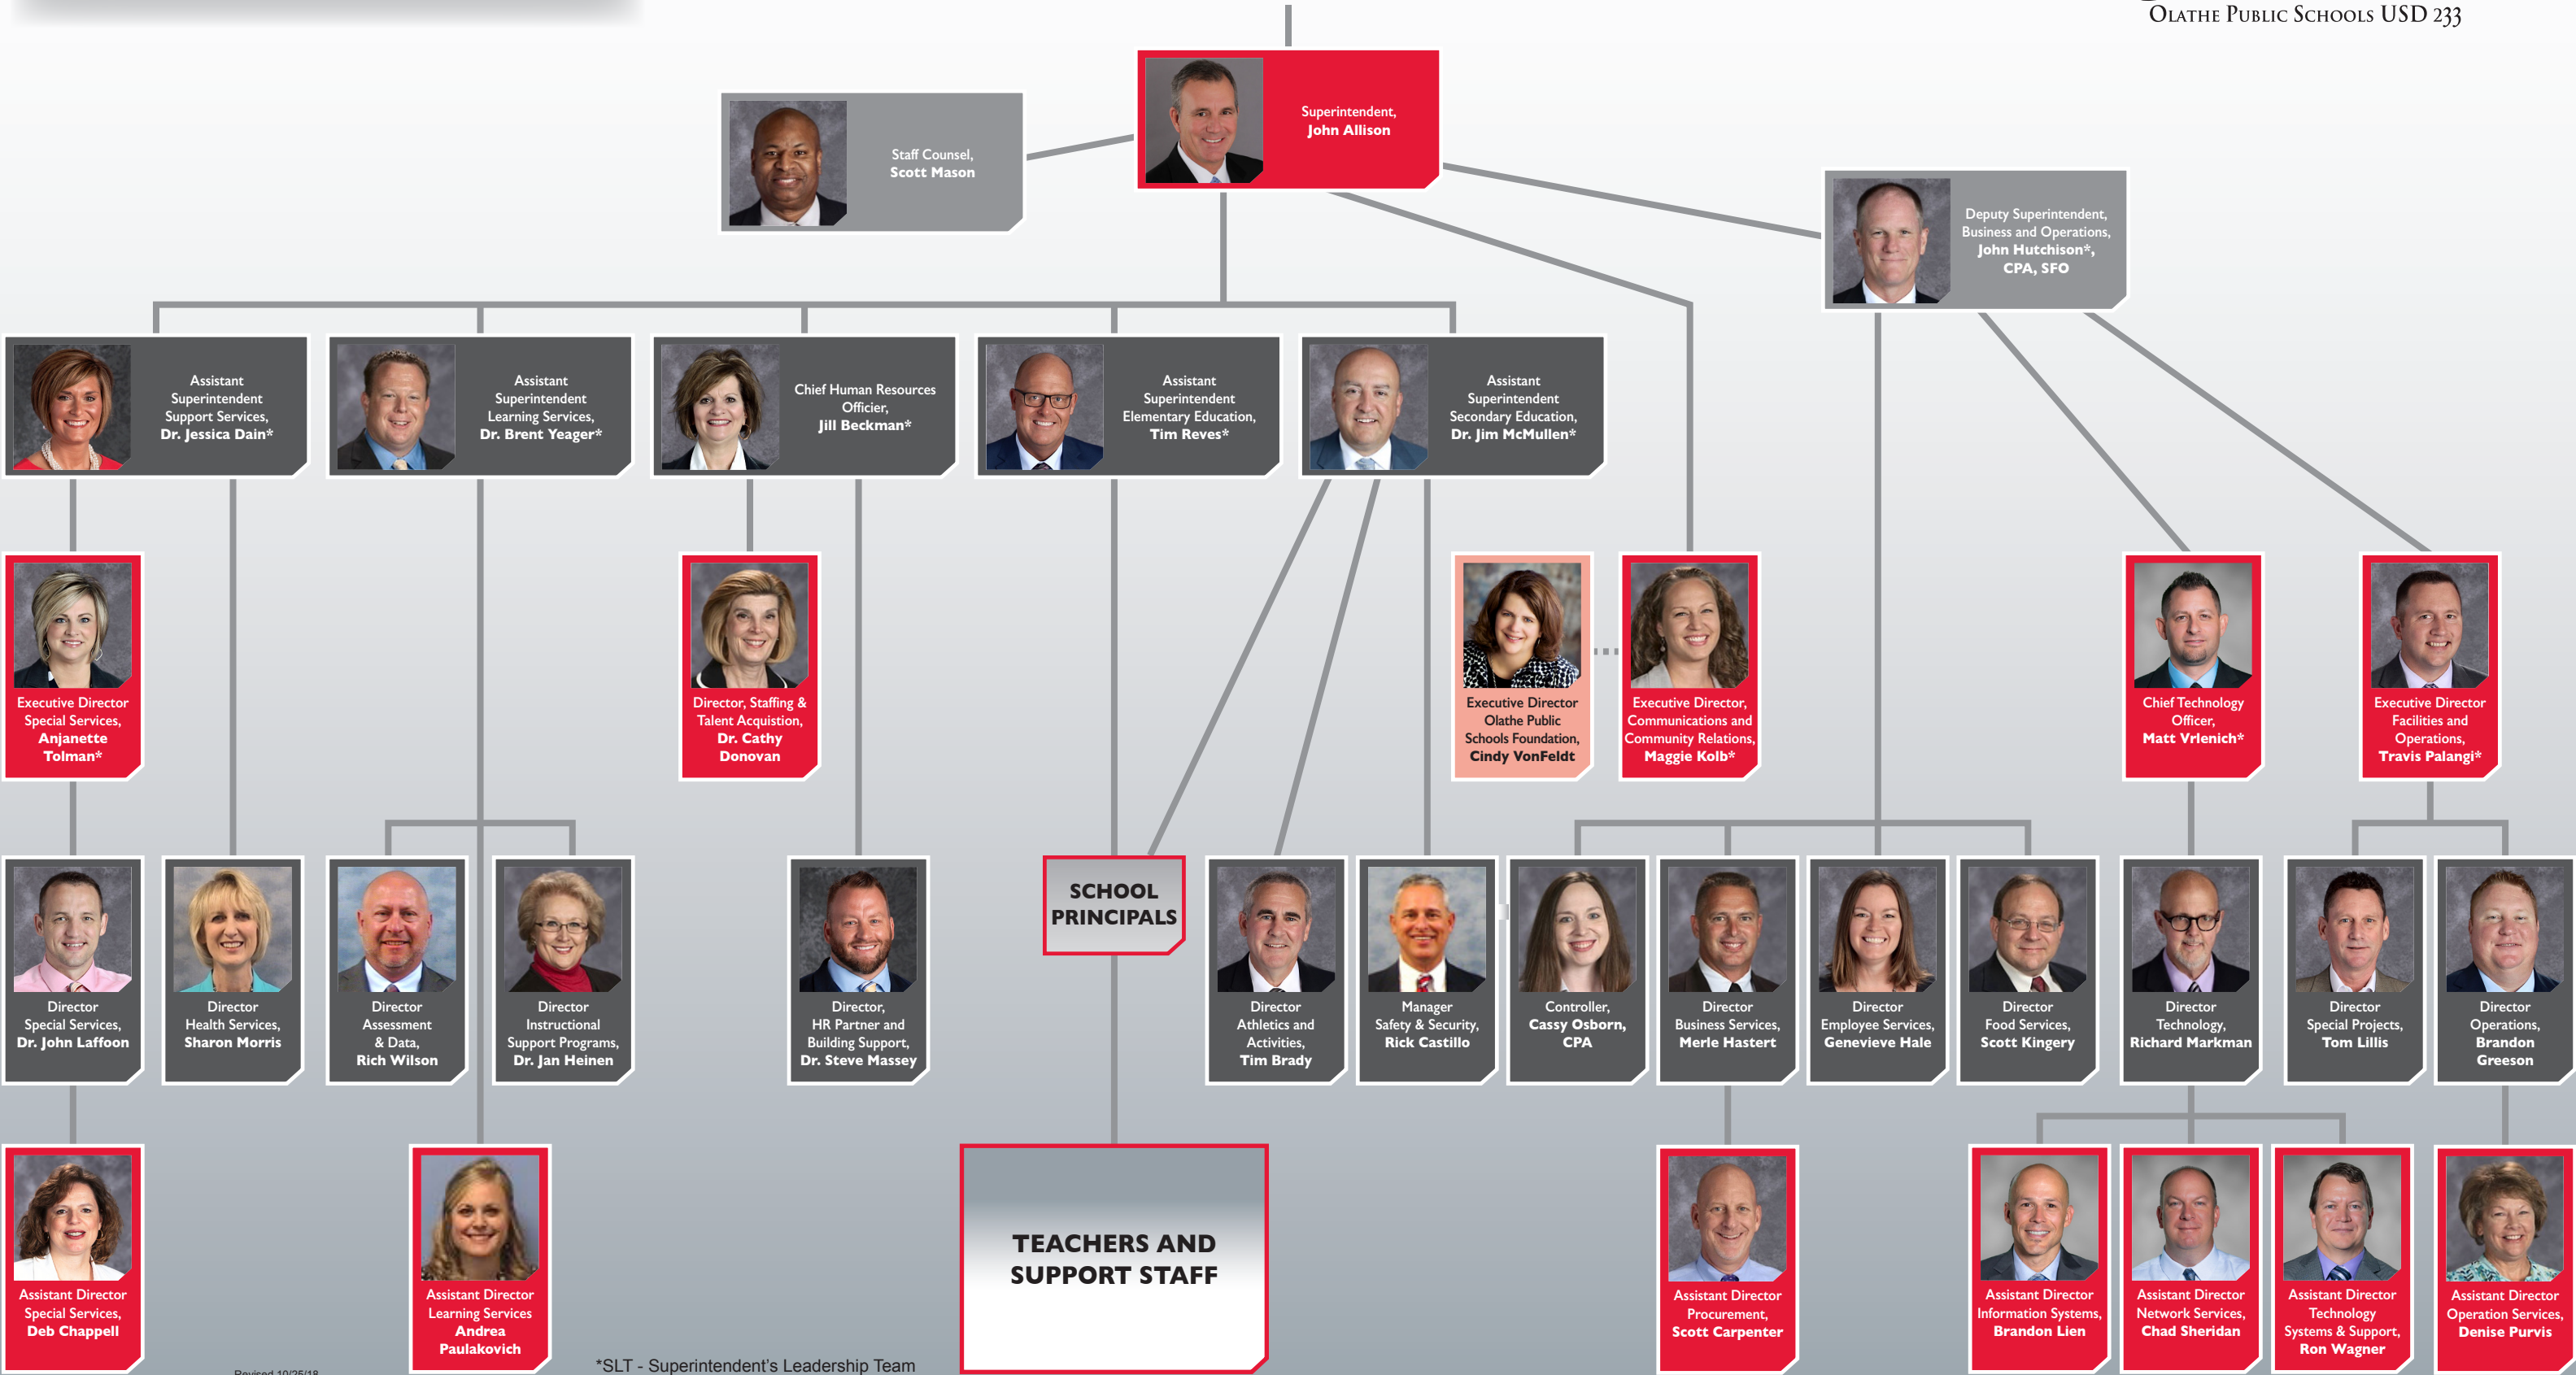 OLATHE PUBLIC SCHOOLS USD 233
Superintendent,
John Allison
Staff Counsel,
Scott Mason
Deputy Superintendent,
Business and Operations,
John Hutchison*,
CPA, SFO
Assistant
Superintendent
Support Services,
Dr. Jessica Dain*
Assistant
Superintendent
Learning Services,
Dr. Brent Yeager*
Chief Human Resources
Officier,
Jill Beckman*
Assistant
Superintendent
Elementary Education,
Tim Reves*
Assistant
Superintendent
Secondary Education,
Dr. Jim McMullen*
Executive Director
Special Services,
Anjanette
Tolman*
Director, Staffing &
Talent Acquistion,
Dr. Cathy
Donovan
Executive Director
Olathe Public
Schools Foundation,
Cindy VonFeldt
Executive Director,
Communications and
Community Relations,
Maggie Kolb*
Chief Technology
Officer,
Matt Vrlenich*
Executive Director
Facilities and
Operations,
Travis Palangi*
Director
Special Services,
Dr. John Laffoon
Director
Health Services,
Sharon Morris
Director
Assessment
& Data,
Rich Wilson
Director
Instructional
Support Programs,
Dr. Jan Heinen
Director,
HR Partner and
Building Support,
Dr. Steve Massey
SCHOOL
PRINCIPALS
Director
Athletics and
Activities,
Tim Brady
Manager
Safety & Security,
Rick Castillo
Controller,
Cassy Osborn,
CPA
Director
Business Services,
Merle Hastert
Director
Employee Services,
Genevieve Hale
Director
Food Services,
Scott Kingery
Director
Technology,
Richard Markman
Director
Special Projects,
Tom Lillis
Director
Operations,
Brandon
Greeson
Assistant Director
Special Services,
Deb Chappell
Assistant Director
Learning Services
Andrea
Paulakovich
TEACHERS AND
SUPPORT STAFF
Assistant Director
Procurement,
Scott Carpenter
Assistant Director
Information Systems,
Brandon Lien
Assistant Director
Network Services,
Chad Sheridan
Assistant Director
Technology
Systems & Support,
Ron Wagner
Assistant Director
Operation Services,
Denise Purvis
*SLT - Superintendent's Leadership Team
Revised 10/25/18